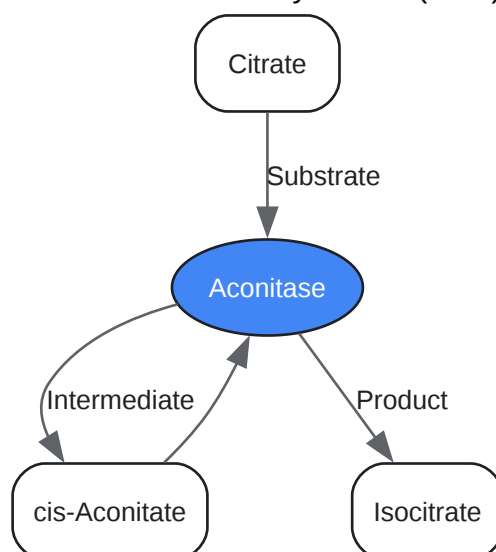 Citrate
Substrate
Aconitase
Intermediate
Product
cis-Aconitate
Isocitrate